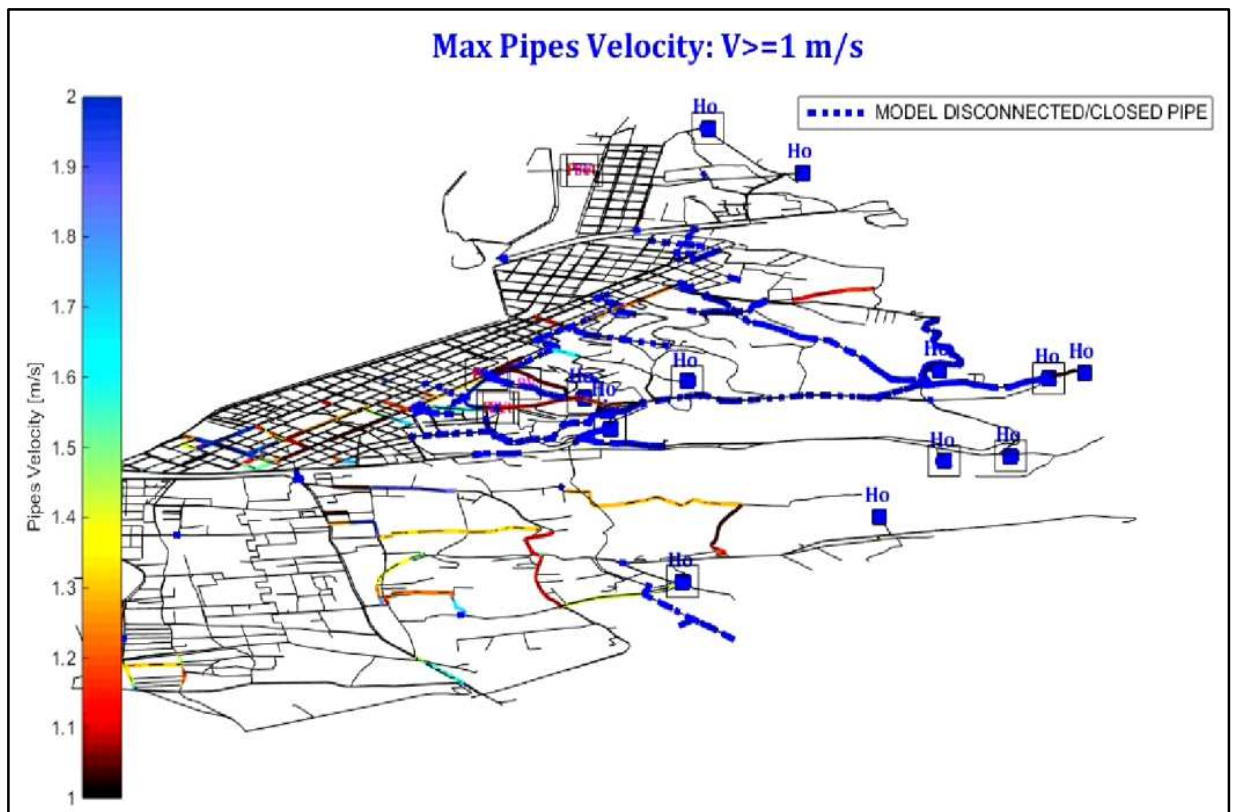 Max Pipes Velocity: V>=1 m/s
MODEL DISCONNECTED/CLOSED PIPE
Pipes Velocity [m/s]
2
1.9
1.8
1.7
1.6
1.5
1.4
1.3
1.2
1.1
1
Ho
Ho
Ho
Ho
Ho
Ho
Ho
Ho
Ho
Ho
Ho